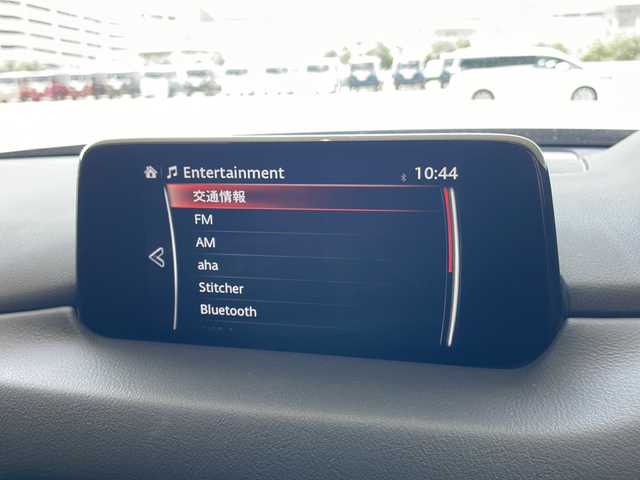 Entertainment 10:44
交通情報
FM
AM
aha
Stitcher
Bluetooth